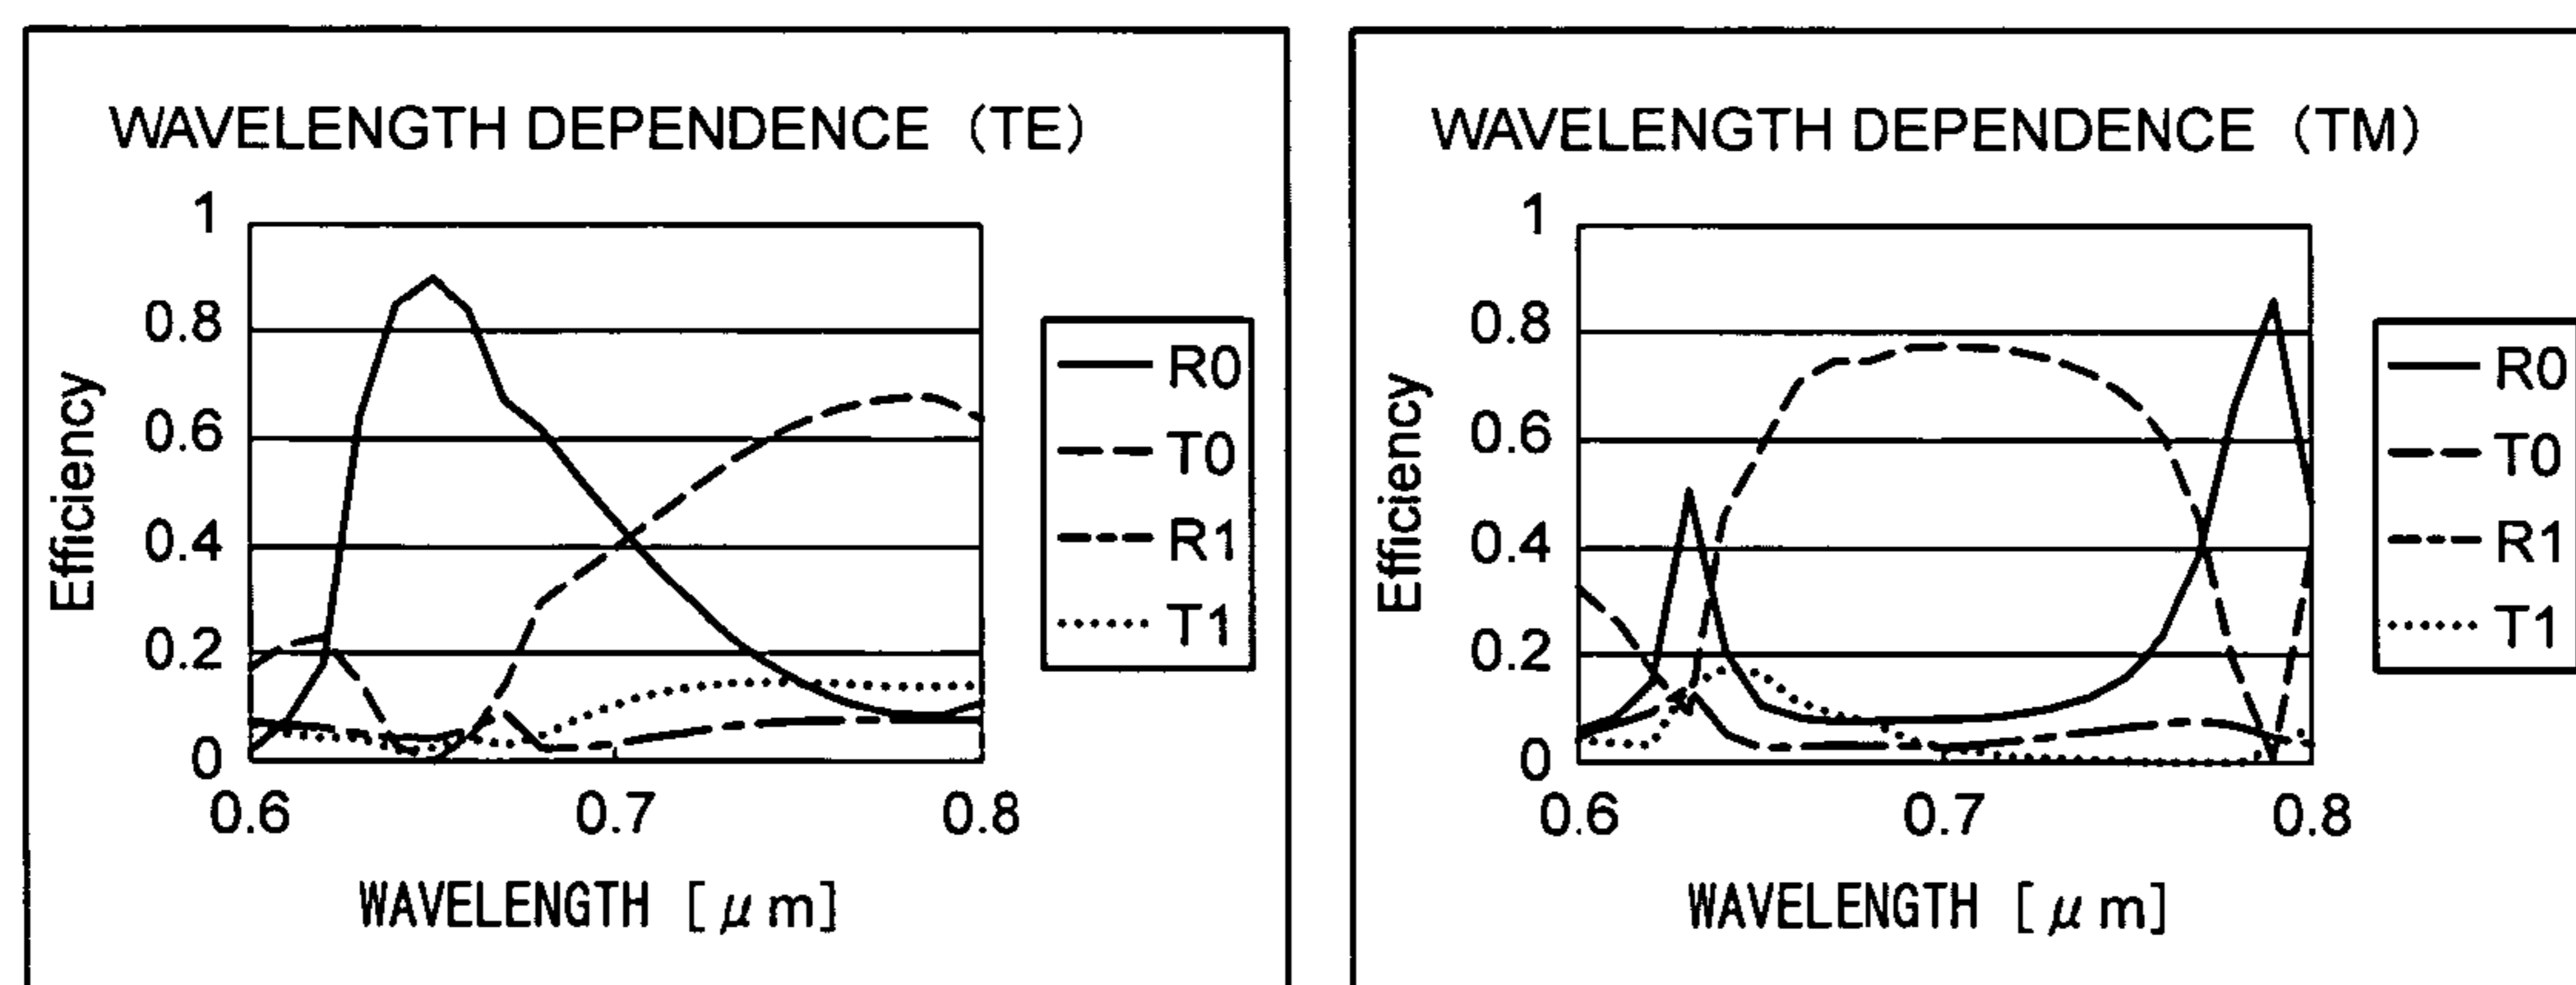 WAVELENGTH DEPENDENCE (TE)
1
0.8
0.6
0.4
0.2
0
Efficiency
0.6
0.7
0.8
WAVELENGTH [μm]
R0
T0
R1
T1
WAVELENGTH DEPENDENCE (TM)
1
0.8
0.6
0.4
0.2
0
Efficiency
0.6
0.7
0.8
WAVELENGTH [μm]
R0
T0
R1
T1